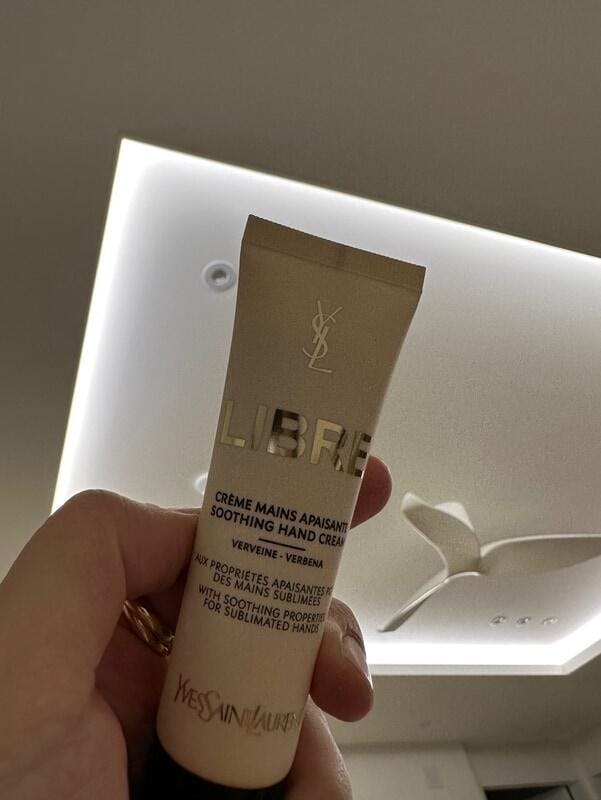 YSL
LIBRE
CRÈME MAINS APAISANTE
SOOTHING HAND CREAM
VERVEINE - VERBENA
AUX PROPRIÉTÉS APAISANTES
DES MAINS SUBLIMÉES
WITH SOOTHING PROPERTIES
FOR SUBLIMATED HANDS
YVESSAINTLAURENT